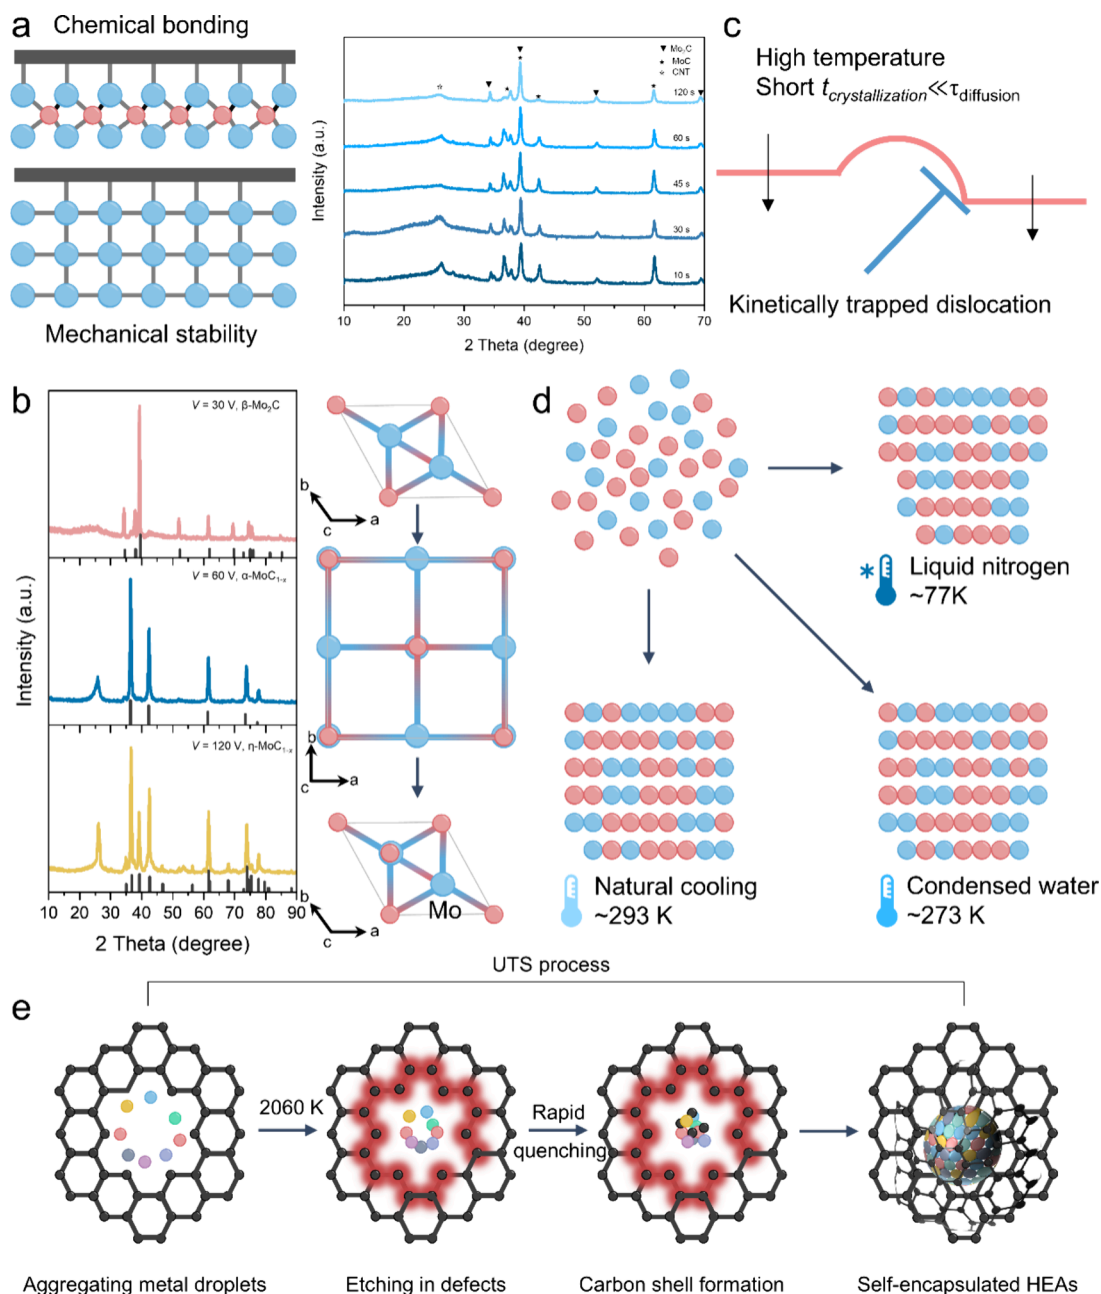 a
Chemical bonding
Mechanical stability
Intensity (a.u.)
▼ Mo₂C
★ MoC
☆ CNT
120 s
60 s
45 s
30 s
10 s
10 20 30 40 50 60 70
2 Theta (degree)
c
High temperature
Short t_crystallization≪τ_diffusion
Kinetically trapped dislocation
b
V = 30 V, β-Mo₂C
V = 60 V, α-MoC₁₋ₓ
V = 120 V, η-MoC₁₋ₓ
Intensity (a.u.)
10 20 30 40 50 60 70 80 90
2 Theta (degree)
b
a
c
b
a
c
Mo
b
a
c
d
Liquid nitrogen
~77K
Natural cooling
~293 K
Condensed water
~273 K
UTS process
e
2060 K
Rapid
quenching
Aggregating metal droplets
Etching in defects
Carbon shell formation
Self-encapsulated HEAs